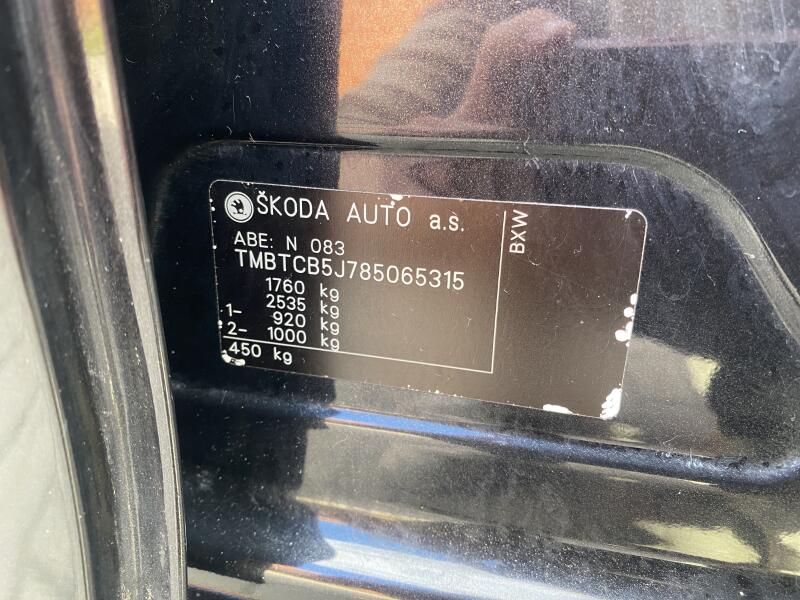 ŠKODA AUTO a.s.
BXW
ABE: N 083
TMBTCB5J785065315
1760 kg
2535 kg
1- 920 kg
2- 1000 kg
450 kg